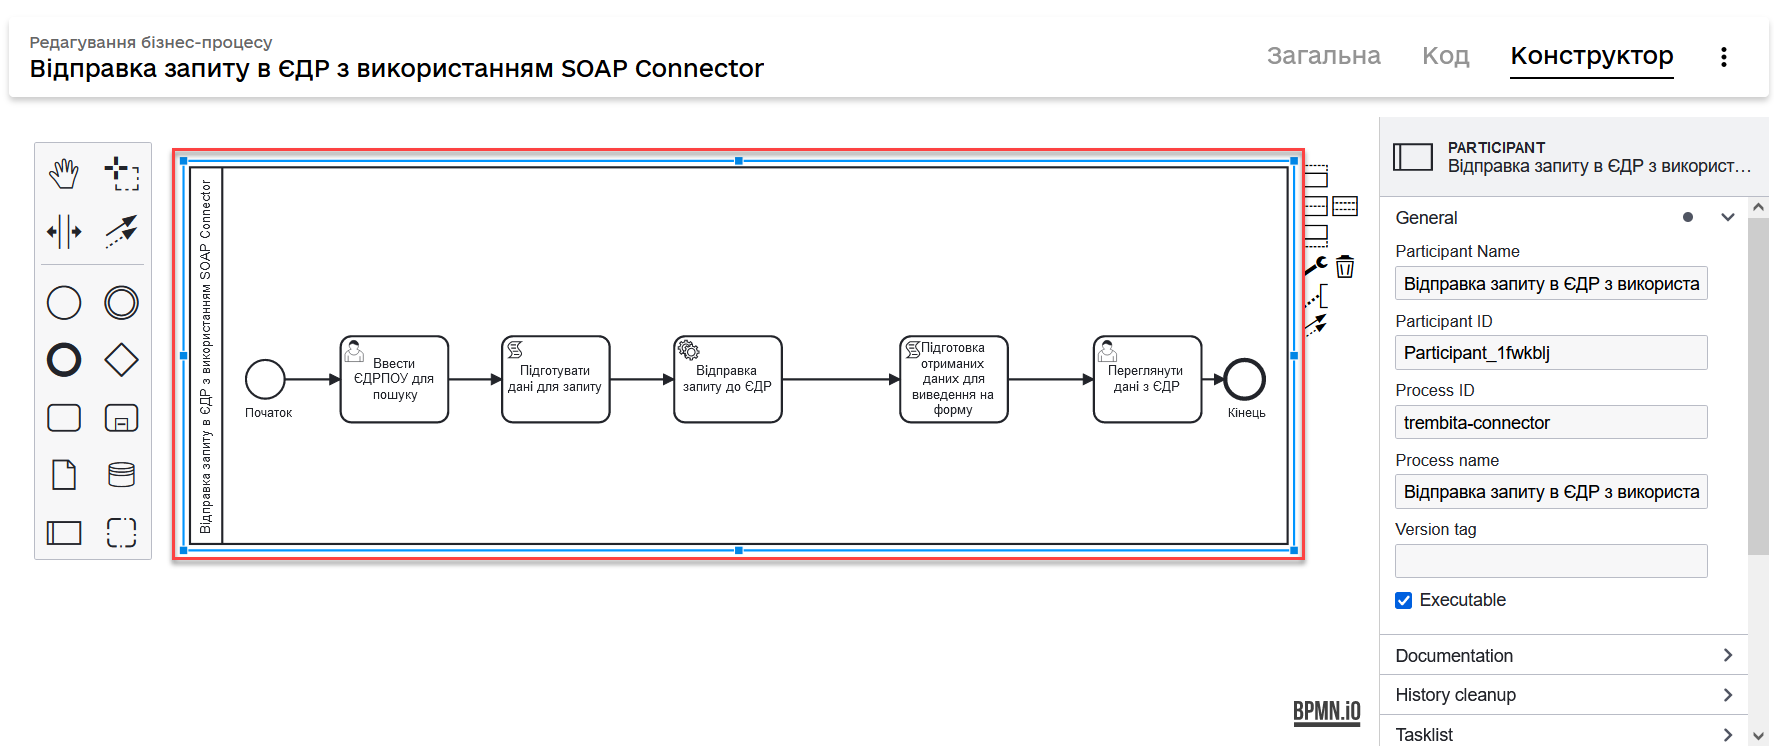 Редагування бізнес-процесу
Відправка запиту в ЄДР з використанням SOAP Connector
Загальна
Код
Конструктор
Відправка запиту в ЄДР з використанням SOAP Connector
Початок
Ввести
ЄДРПОУ для
пошуку
Підготувати
дані для запиту
Відправка
запиту до ЄДР
Підготовка
отриманих
даних для
виведення на
форму
Переглянути
дані з ЄДР
Кінець
BPMN.iO
PARTICIPANT
Відправка запиту в ЄДР з використ…
General
Participant Name
Відправка запиту в ЄДР з використа
Participant ID
Participant_1fwkblj
Process ID
trembita-connector
Process name
Відправка запиту в ЄДР з використа
Version tag
Executable
Documentation
History cleanup
Tasklist